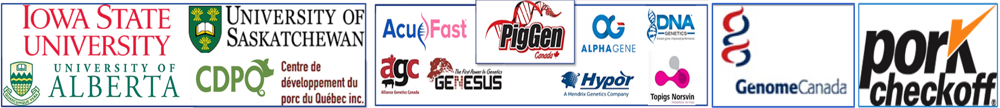 IOWA STATE
UNIVERSITY
UNIVERSITY OF
SASKATCHEWAN
UNIVERSITY OF
ALBERTA
QUAECUMQUE VERA
CDPQ
Centre de
développement du
porc du Québec inc.
AcuFast
PigGen
Canada
ALPHAGENE
DNA
GENETICS
Greater gains. Improved performance.
agc
Alliance Genetics Canada
The First Power In Genetics
GENESUS
Hypor
A Hendrix Genetics Company
Topigs Norsvin
PROGRESS IN PIGS
GenomeCanada
pork
checkoff®